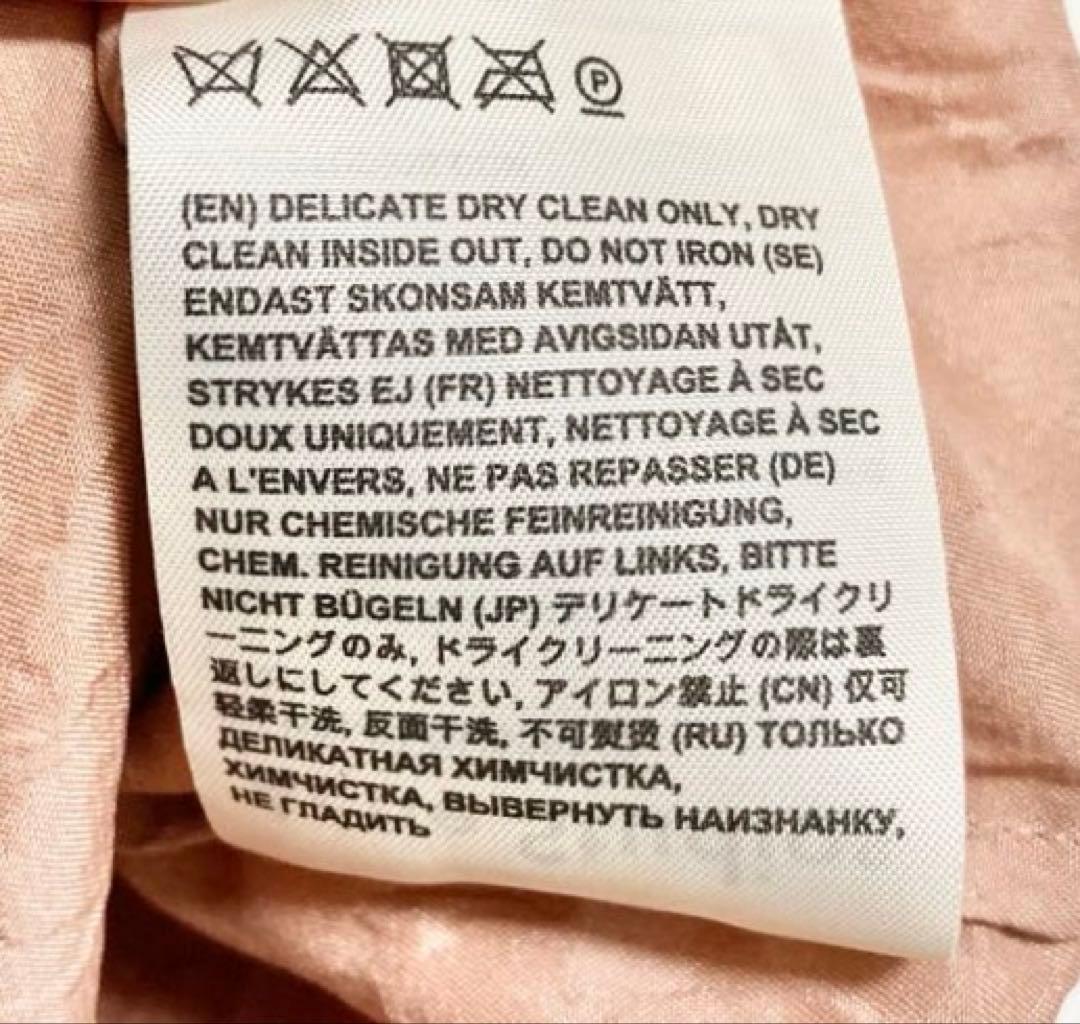 P
(EN) DELICATE DRY CLEAN ONLY, DRY
CLEAN INSIDE OUT, DO NOT IRON (SE)
ENDAST SKONSAM KEMTVÄTT,
KEMTVÄTTAS MED AVIGSIDAN UTÅT,
STRYKES EJ (FR) NETTOYAGE À SEC
DOUX UNIQUEMENT, NETTOYAGE À SEC
A L'ENVERS, NE PAS REPASSER (DE)
NUR CHEMISCHE FEINREINIGUNG,
CHEM. REINIGUNG AUF LINKS, BITTE
NICHT BÜGELN (JP) デリケートドライクリ
ーニングのみ, ドライクリーニングの際は裏
返しにしてください, アイロン禁止 (CN) 仅可
轻柔干洗, 反面干洗, 不可熨烫 (RU) ТОЛЬКО
ДЕЛИКАТНАЯ ХИМЧИСТКА,
ХИМЧИСТКА, ВЫВЕРНУТЬ НАИЗНАНКУ,
НЕ ГЛАДИТЬ